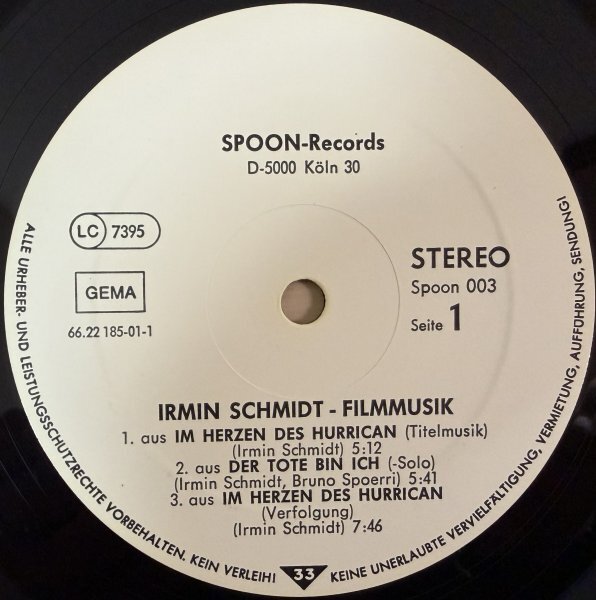 SPOON-Records
D-5000 Köln 30
LC 7395
GEMA
66.22 185-01-1
STEREO
Spoon 003
Seite 1
IRMIN SCHMIDT - FILMMUSIK
1. aus IM HERZEN DES HURRICAN (Titelmusik)
(Irmin Schmidt) 5:12
2. aus DER TOTE BIN ICH (-Solo)
(Irmin Schmidt, Bruno Spoerri) 5:41
3. aus IM HERZEN DES HURRICAN
(Verfolgung)
(Irmin Schmidt) 7:46
ALLE URHEBER- UND LEISTUNGSSCHUTZRECHTE VORBEHALTEN. KEIN VERLEIH! 33 KEINE UNERLAUBTE VERVIELFÄLTIGUNG, VERMIETUNG, AUFFÜHRUNG, SENDUNG!